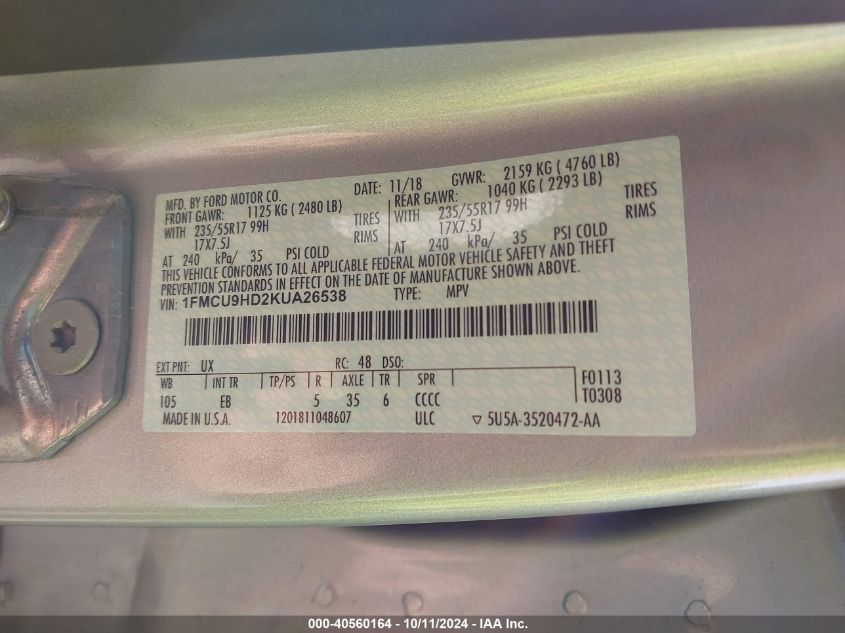 MFD. BY FORD MOTOR CO. DATE: 11/18 GVWR: 2159 KG ( 4760 LB)
FRONT GAWR: 1125 KG ( 2480 LB) REAR GAWR: 1040 KG ( 2293 LB)
WITH 235/55R17 99H TIRES WITH 235/55R17 99H TIRES
17X7.5J RIMS 17X7.5J RIMS
AT 240 kPa/ 35 PSI COLD AT 240 kPa/ 35 PSI COLD
THIS VEHICLE CONFORMS TO ALL APPLICABLE FEDERAL MOTOR VEHICLE SAFETY AND THEFT
PREVENTION STANDARDS IN EFFECT ON THE DATE OF MANUFACTURE SHOWN ABOVE.
VIN: 1FMCU9HD2KUA26538 TYPE: MPV
EXT PNT: UX RC: 48 DSO:
WB INT TR TP/PS R AXLE TR SPR F0113
105 EB 5 35 6 CCCC T0308
MADE IN U.S.A. 1201811048607 ULC ▽ 5U5A-3520472-AA
000-40560164 - 10/11/2024 - IAA Inc.